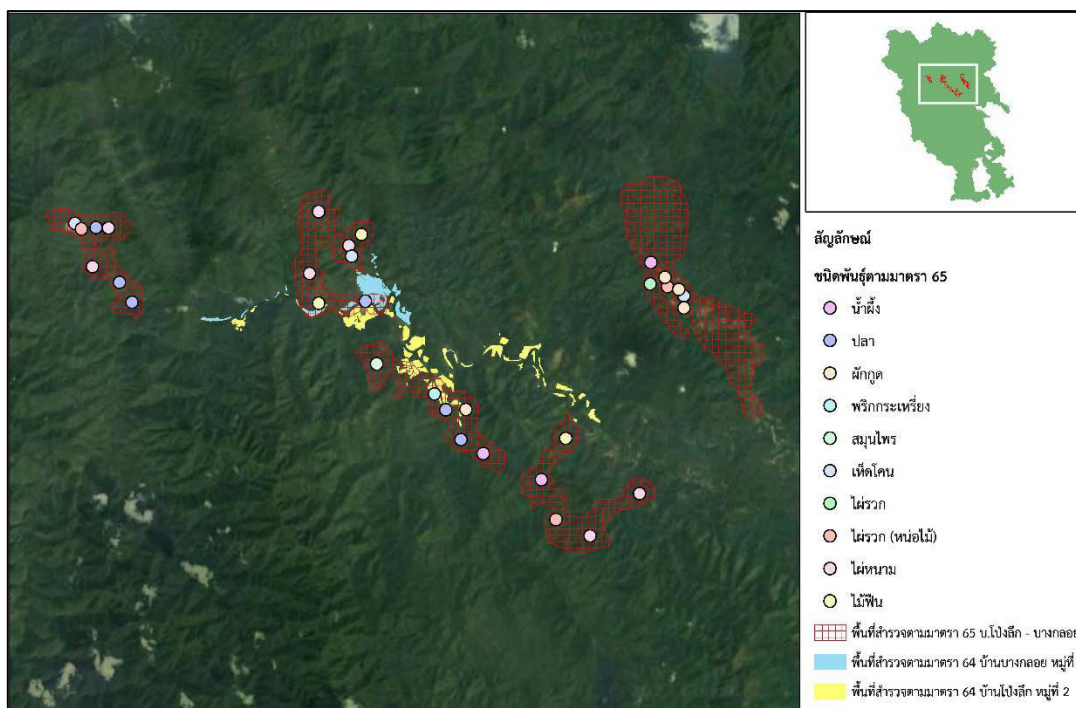 สัญลักษณ์
ชนิดพันธุ์ตามมาตรา 65
น้ำผึ้ง
ปลา
ผักกูด
พริกกระเหรี่ยง
สมุนไพร
เห็ดโคน
ไผ่รวก
ไผ่รวก (หน่อไม้)
ไผ่หนาม
ไม้ฟืน
พื้นที่สำรวจตามมาตรา 65 บ.โป่งลึก - บางกลอย
พื้นที่สำรวจตามมาตรา 64 บ้านบางกลอย หมู่ที่
พื้นที่สำรวจตามมาตรา 64 บ้านโป่งลึก หมู่ที่ 2